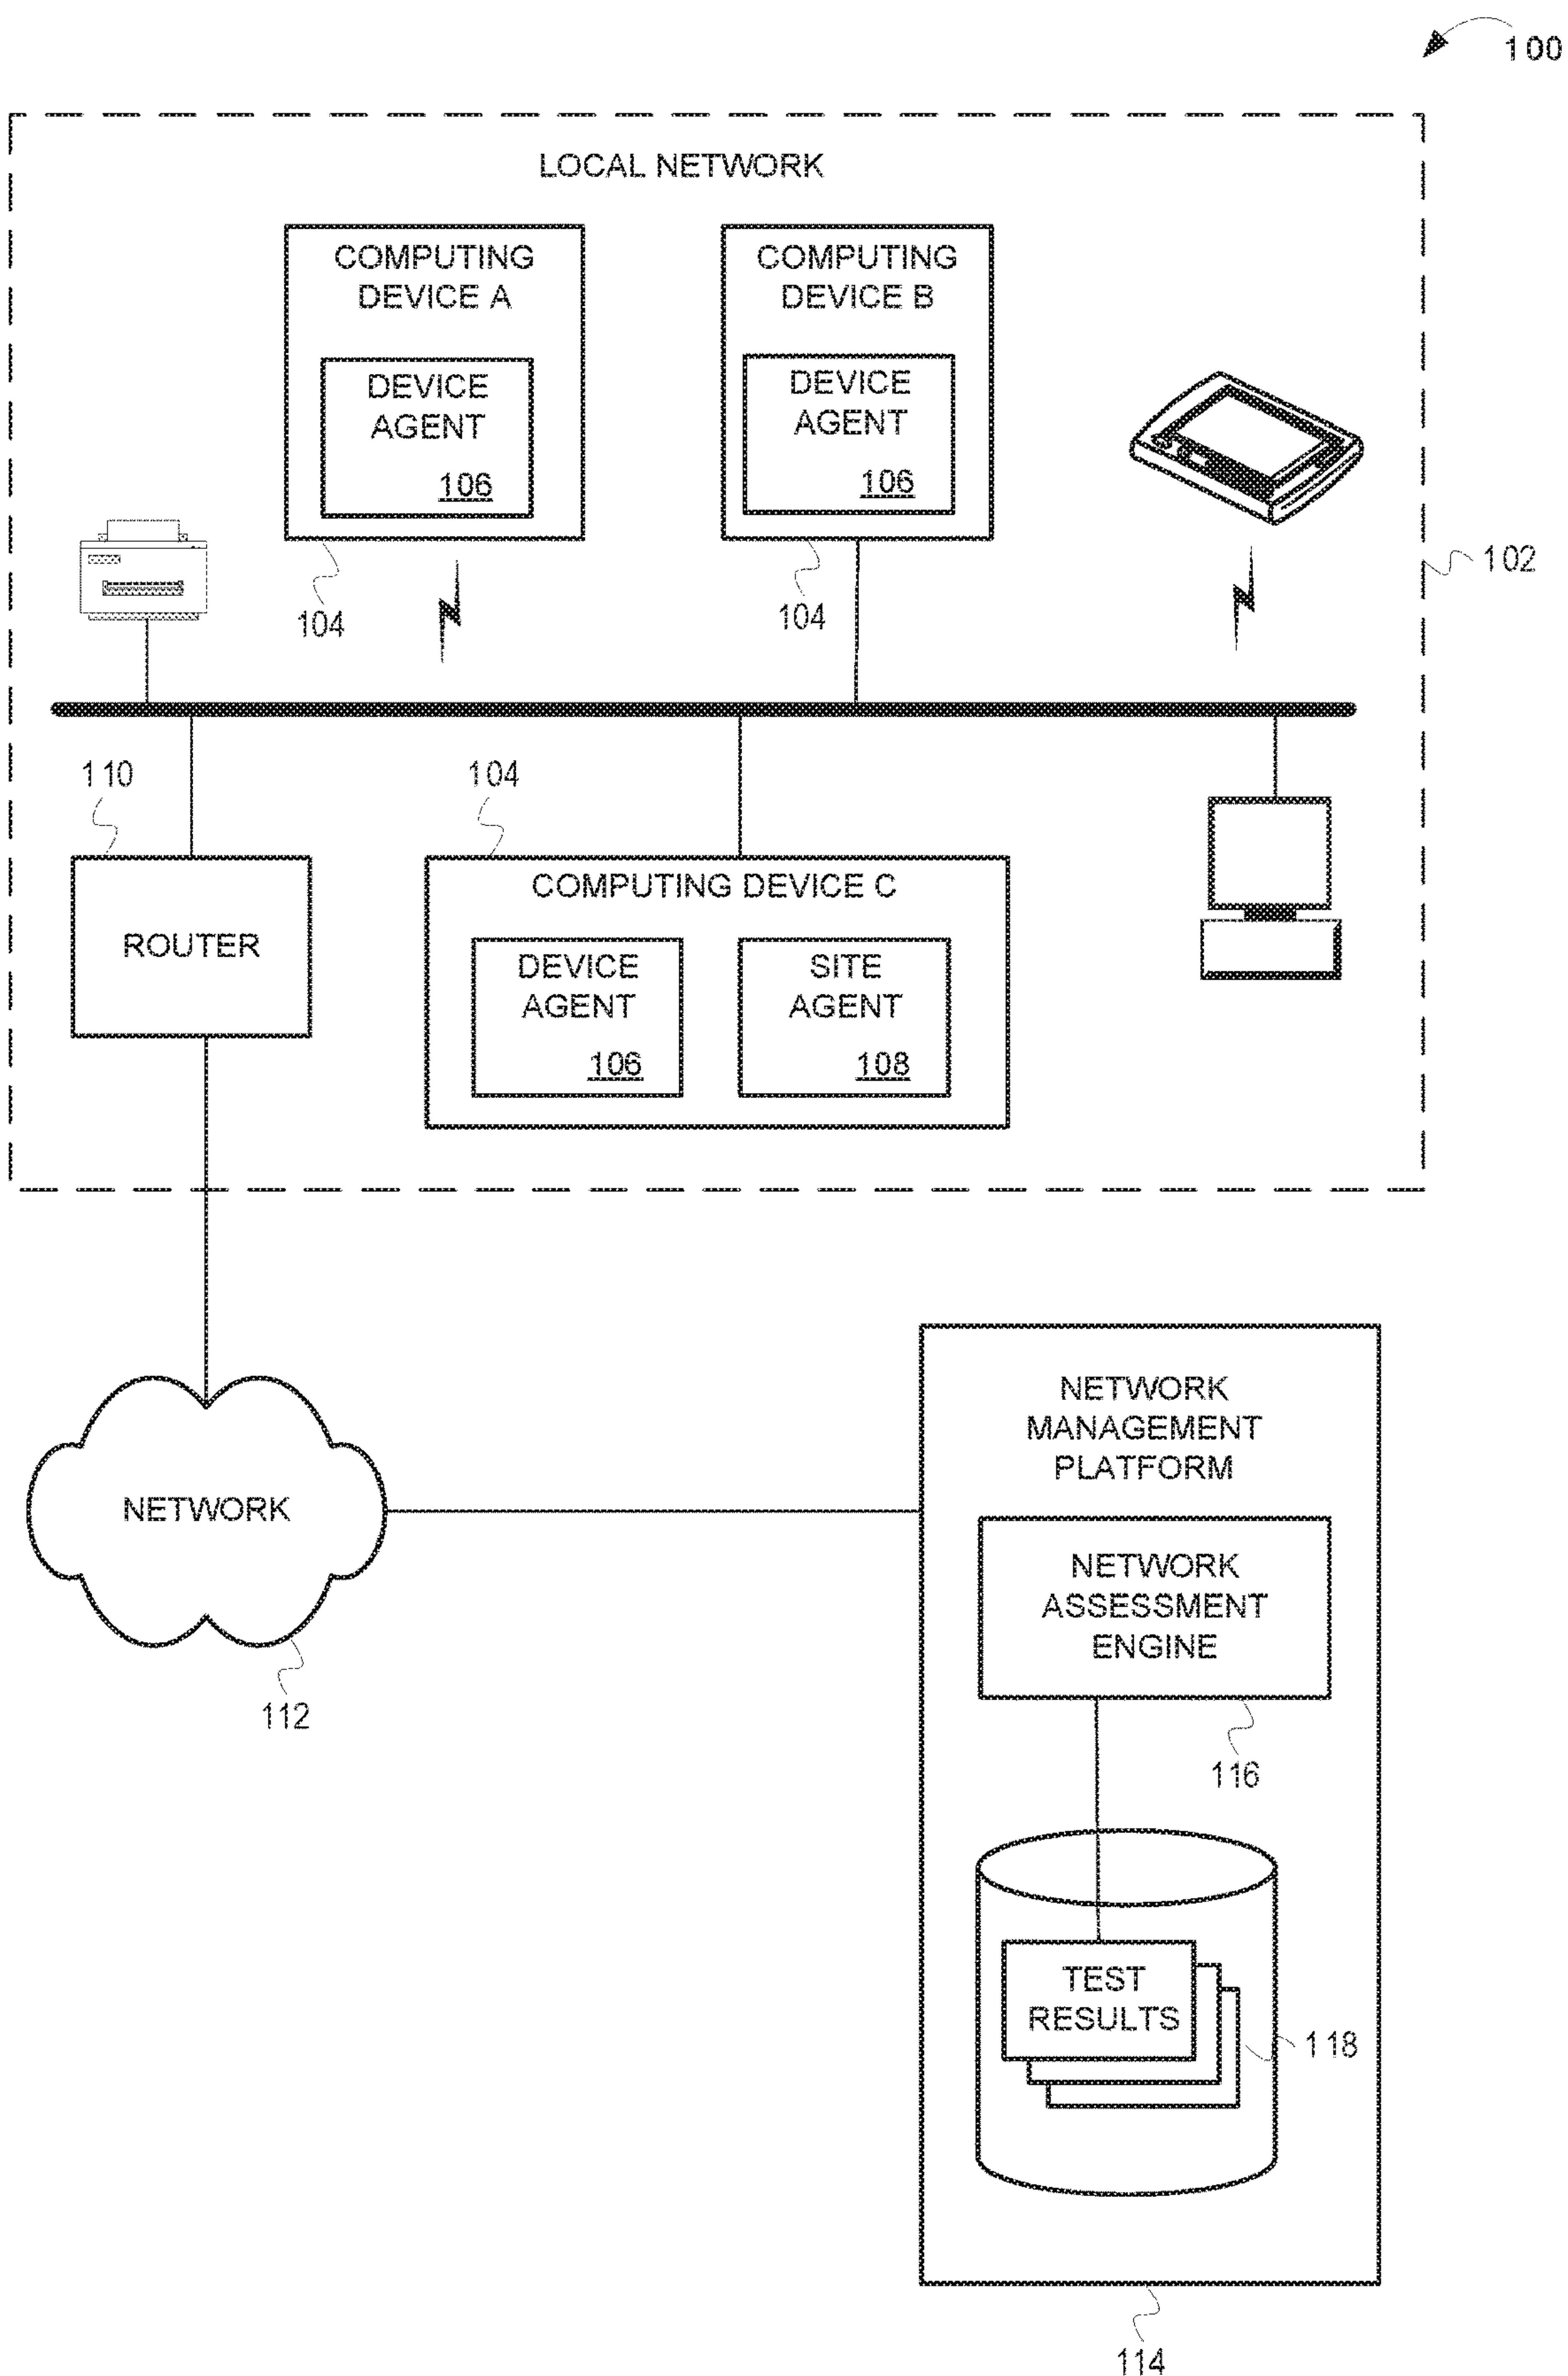 100
LOCAL NETWORK
COMPUTING
DEVICE A
DEVICE
AGENT
106
104
COMPUTING
DEVICE B
DEVICE
AGENT
106
104
102
110
ROUTER
104
COMPUTING DEVICE C
DEVICE
AGENT
106
SITE
AGENT
108
NETWORK
112
NETWORK
MANAGEMENT
PLATFORM
NETWORK
ASSESSMENT
ENGINE
116
TEST
RESULTS
118
114